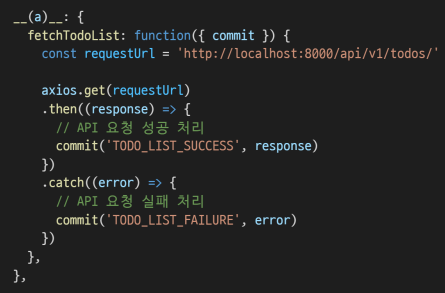 __(a)__: {
  fetchTodoList: function({ commit }) {
    const requestUrl = 'http://localhost:8000/api/v1/todos/'

    axios.get(requestUrl)
    .then((response) => {
      // API 요청 성공 처리
      commit('TODO_LIST_SUCCESS', response)
    })
    .catch((error) => {
      // API 요청 실패 처리
      commit('TODO_LIST_FAILURE', error)
    })
  },
},